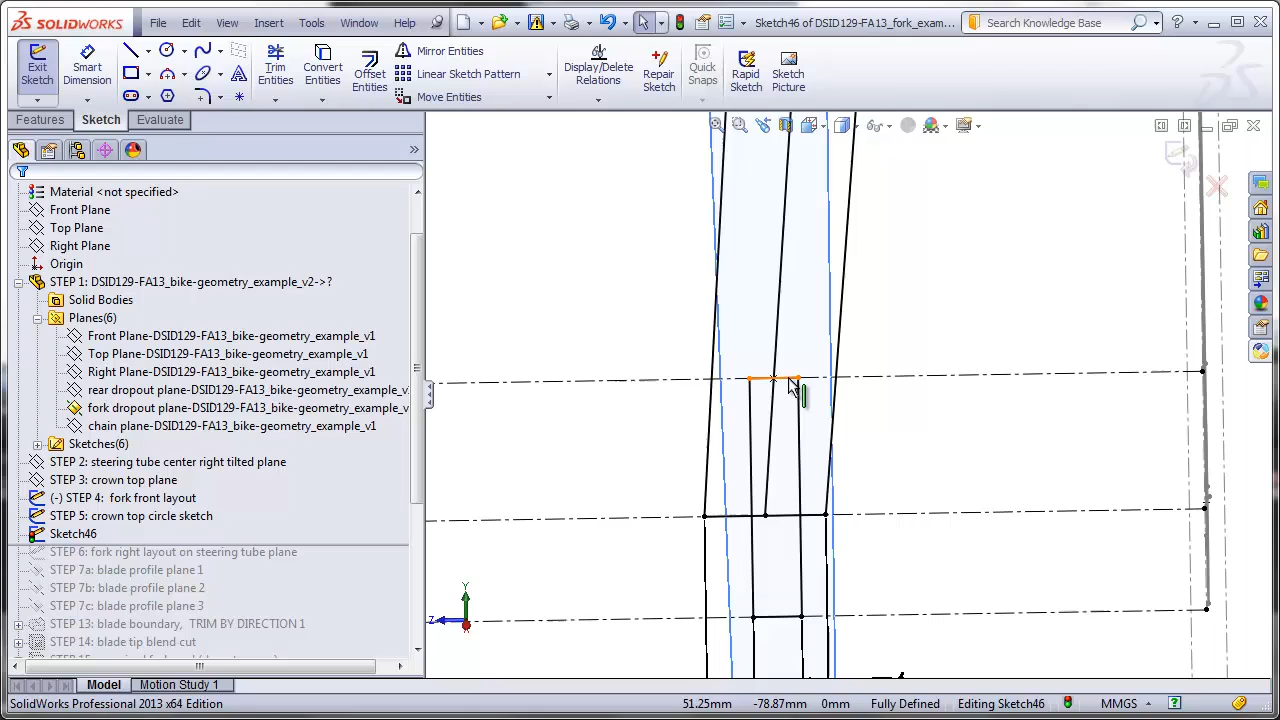 SOLIDWORKS File Edit View Insert Tools Window Help Sketch46 of DSID129-FA13_fork_exam... Search Knowledge Base
Exit Sketch
Smart Dimension
Trim Entities
Convert Entities
Offset Entities
Mirror Entities
Linear Sketch Pattern
Move Entities
Display/Delete Relations
Repair Sketch
Quick Snaps
Rapid Sketch
Sketch Picture
Features Sketch Evaluate
Material <not specified>
Front Plane
Top Plane
Right Plane
Origin
STEP 1: DSID129-FA13_bike-geometry_example_v2->?
Solid Bodies
Planes(6)
Front Plane-DSID129-FA13_bike-geometry_example_v1
Top Plane-DSID129-FA13_bike-geometry_example_v1
Right Plane-DSID129-FA13_bike-geometry_example_v1
rear dropout plane-DSID129-FA13_bike-geometry_example_v
fork dropout plane-DSID129-FA13_bike-geometry_example_v
chain plane-DSID129-FA13_bike-geometry_example_v1
Sketches(6)
STEP 2: steering tube center right tilted plane
STEP 3: crown top plane
(-) STEP 4: fork front layout
STEP 5: crown top circle sketch
Sketch46
STEP 6: fork right layout on steering tube plane
STEP 7a: blade profile plane 1
STEP 7b: blade profile plane 2
STEP 7c: blade profile plane 3
STEP 13: blade boundary, TRIM BY DIRECTION 1
STEP 14: blade tip blend cut
Y
Z
Model Motion Study 1
SolidWorks Professional 2013 x64 Edition 51.25mm -78.87mm 0mm Fully Defined Editing Sketch46 MMGS